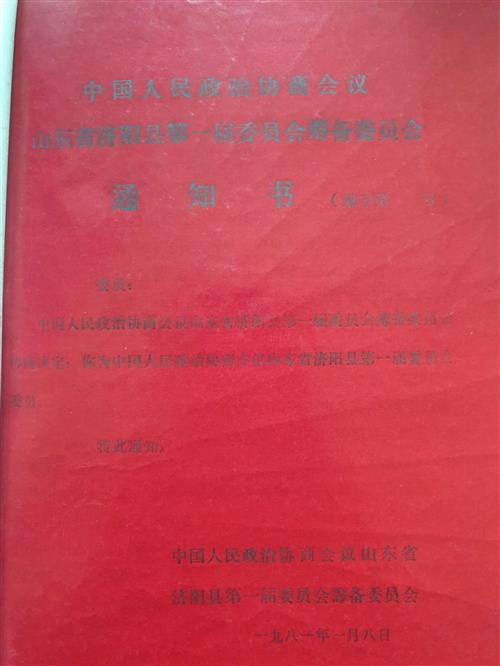 中国人民政治协商会议
山东省济阳县第一届委员会筹备委员会
通知书（ 字第 号）
委员：
中国人民政治协商会议山东省济阳县第一届委员会筹备委员会
协商决定：你为中国人民政治协商会议山东省济阳县第一届委员会
委员
特此通知。
中国人民政治协商会议山东省
济阳县第一届委员会筹备委员会
一九八一年一月八日